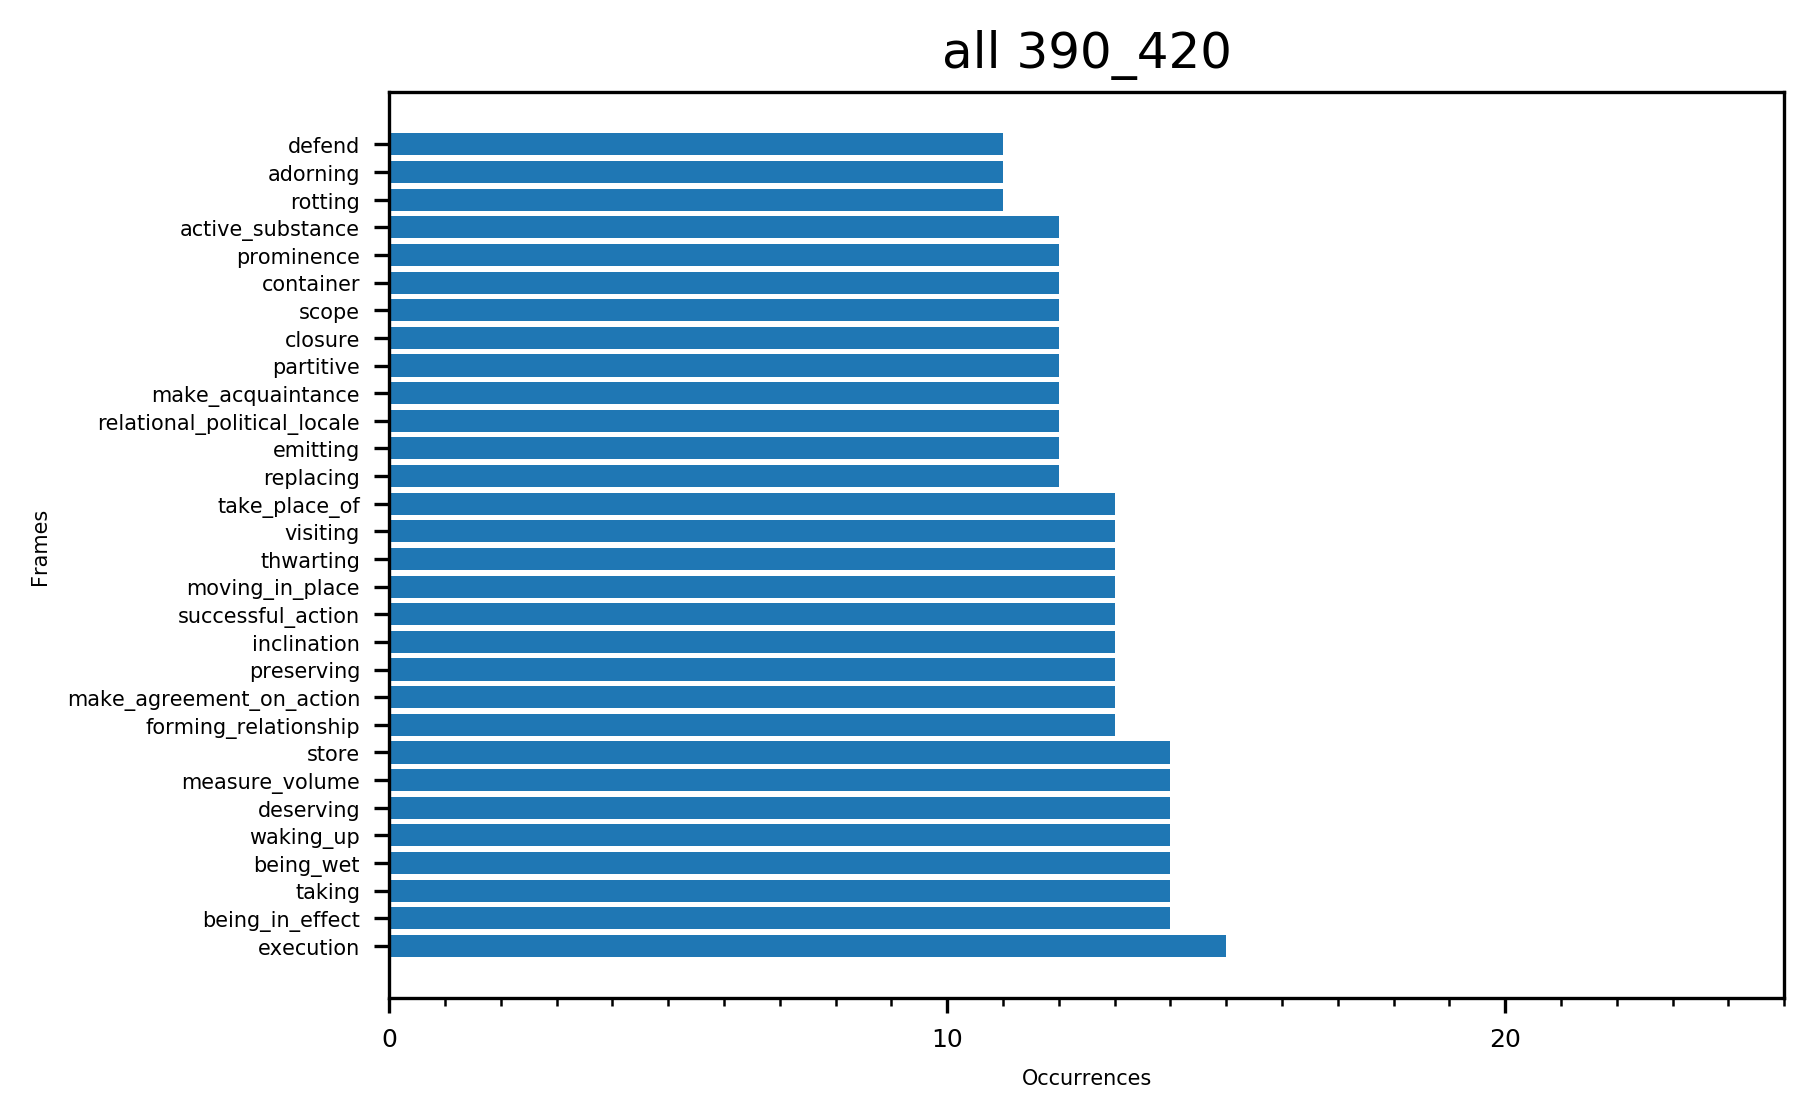 all 390_420
defend
adorning
rotting
active_substance
prominence
container
scope
closure
partitive
make_acquaintance
relational_political_locale
emitting
replacing
take_place_of
visiting
thwarting
moving_in_place
successful_action
inclination
preserving
make_agreement_on_action
forming_relationship
store
measure_volume
deserving
waking_up
being_wet
taking
being_in_effect
execution
Frames
0 10 20
Occurrences